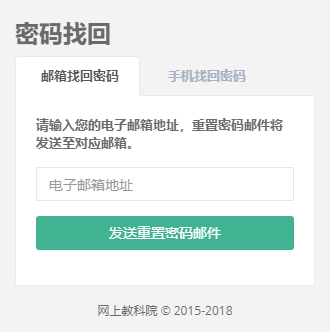 密码找回
邮箱找回密码
手机找回密码
请输入您的电子邮箱地址，重置密码邮件将
发送至对应邮箱。
电子邮箱地址
发送重置密码邮件
网上教科院 © 2015-2018